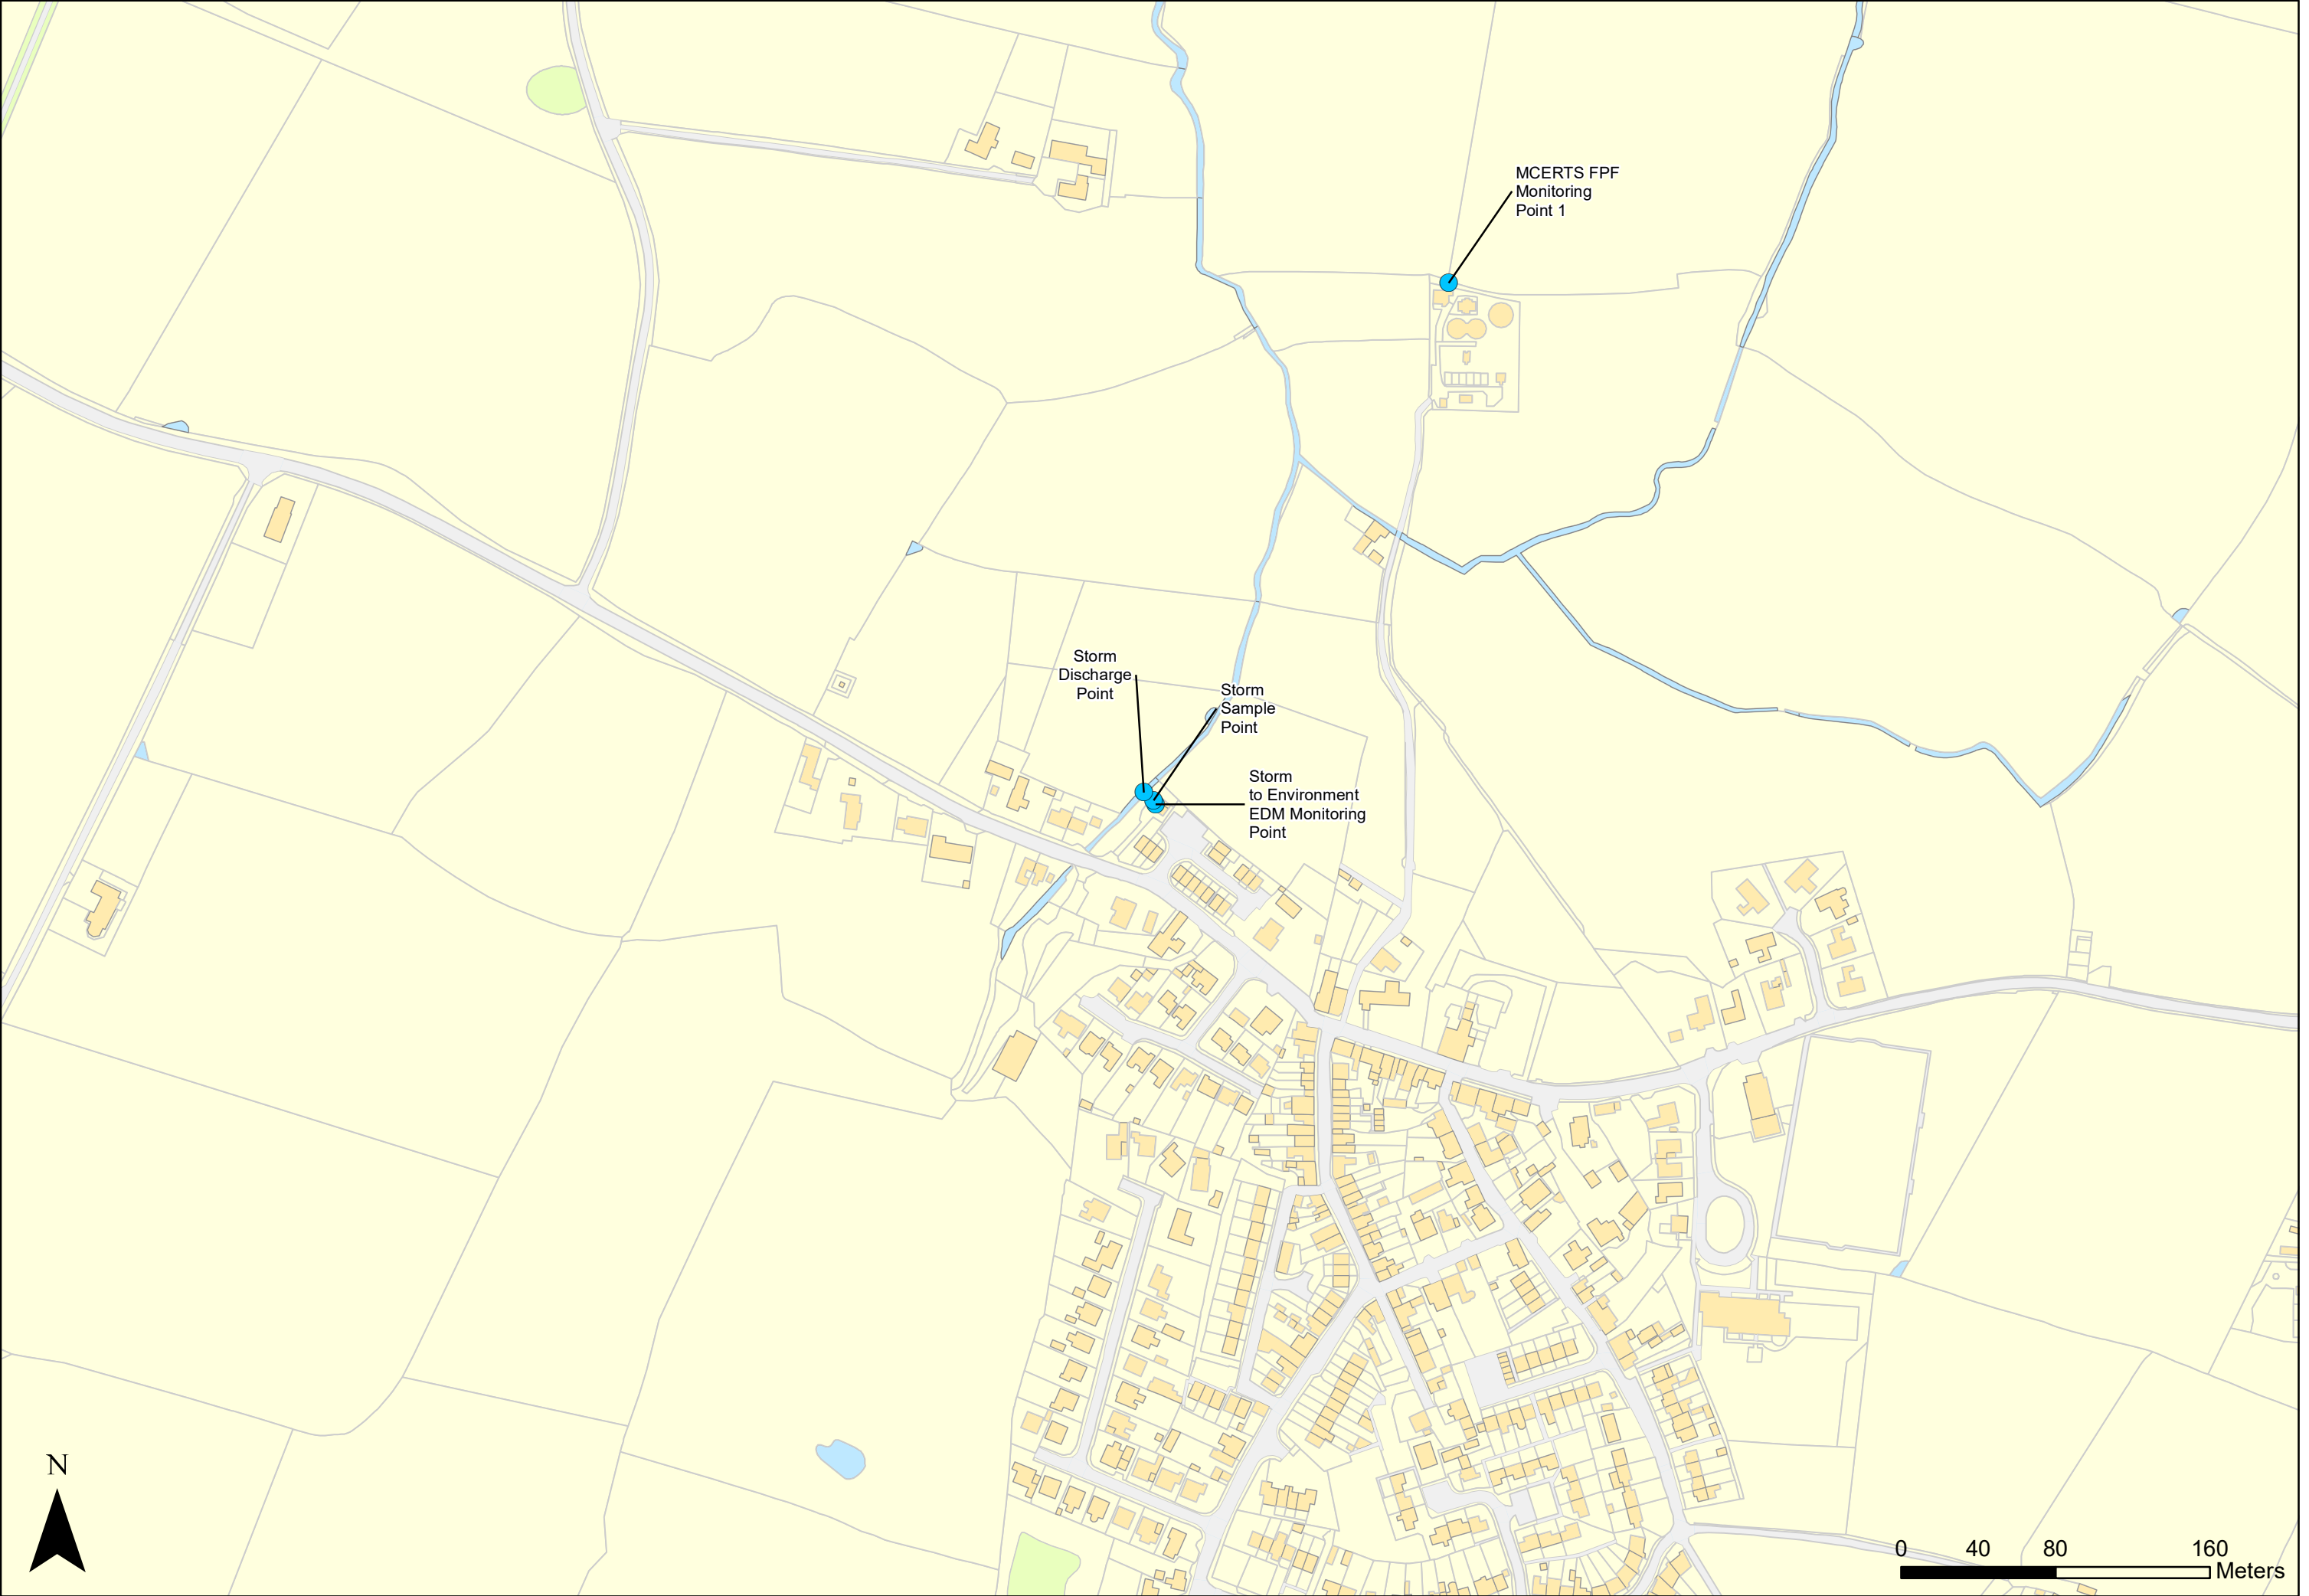 MCERTS FPF
Monitoring
Point 1
Storm
Discharge
Point
Storm
Sample
Point
Storm
to Environment
EDM Monitoring
Point
N
0 40 80 160
Meters